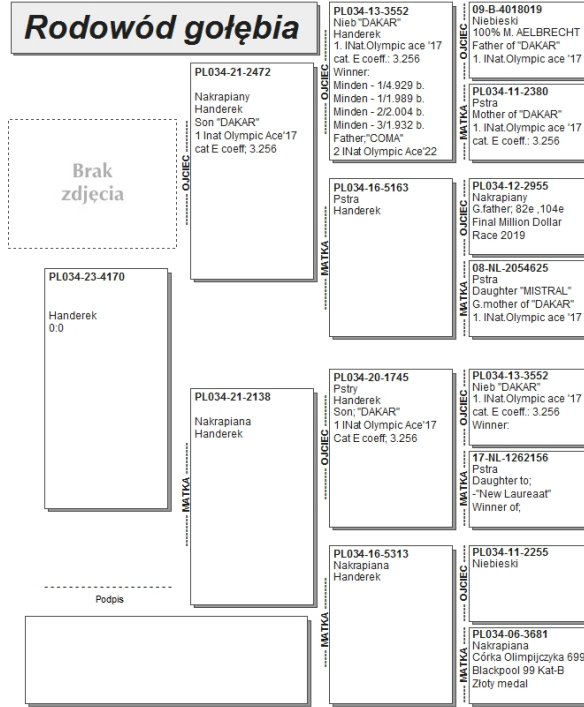 Rodowód gołębia
Brak
zdjęcia
PL034-23-4170
Handerek
0:0
Podpis
OJCIEC
PL034-21-2472
Nakrapiany
Handerek
Son "DAKAR"
1 Inat Olympic Ace'17
cat E coeff; 3.256
MATKA
PL034-21-2138
Nakrapiana
Handerek
OJCIEC
PL034-13-3552
Nieb "DAKAR"
Handerek
1. INat.Olympic ace '17
cat. E coeff.: 3.256
Winner:
Minden - 1/4.929 b.
Minden - 1/1.989 b.
Minden - 2/2.004 b.
Minden - 3/1.932 b.
Father;"COMA"
2 INat Olympic Ace'22
MATKA
PL034-16-5163
Pstra
Handerek
OJCIEC
PL034-20-1745
Pstry
Handerek
Son; "DAKAR"
1 INat Olympic Ace'17
Cat E coeff; 3.256
MATKA
PL034-16-5313
Nakrapiana
Handerek
OJCIEC
09-B-4018019
Niebieski
100% M. AELBRECHT
Father of "DAKAR"
1. INat.Olympic ace '17
MATKA
PL034-11-2380
Pstra
Mother of "DAKAR"
1. INat.Olympic ace '17
cat. E coeff.: 3.256
OJCIEC
PL034-12-2955
Nakrapiany
G.father; 82e ,104e
Final Million Dollar
Race 2019
MATKA
08-NL-2054625
Pstra
Daughter "MISTRAL"
G.mother of "DAKAR"
1. INat.Olympic ace '17
OJCIEC
PL034-13-3552
Nieb "DAKAR"
1. INat.Olympic ace '17
cat. E coeff.: 3.256
Winner:
MATKA
17-NL-1262156
Pstra
Daughter to;
-"New Laureaat"
Winner of;
OJCIEC
PL034-11-2255
Niebieski
MATKA
PL034-06-3681
Nakrapiana
Córka Olimpijczyka 699
Blackpool 99 Kat-B
Złoty medal